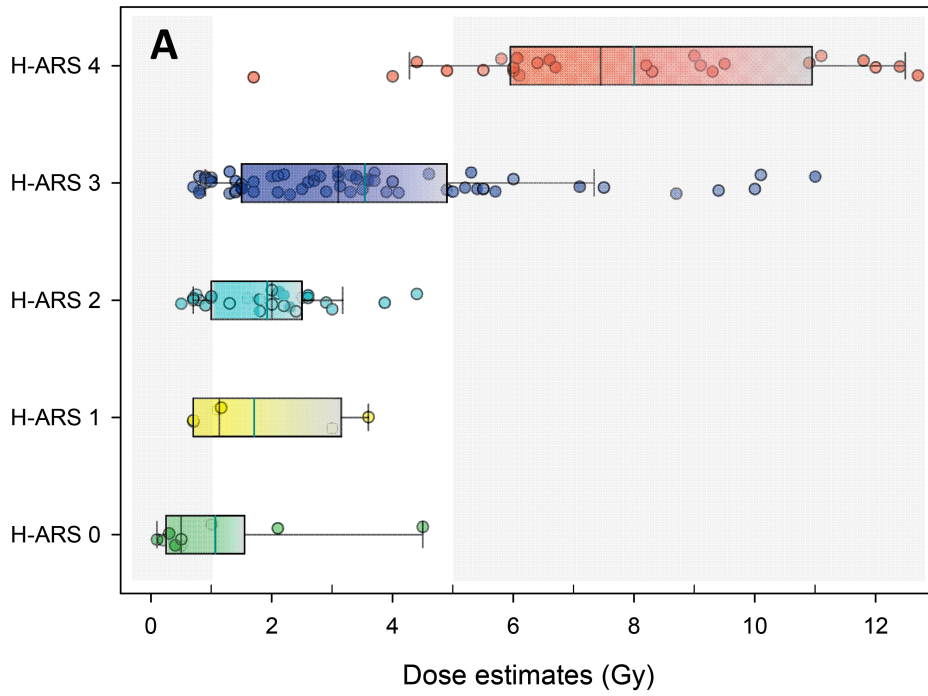 A
H-ARS 4
H-ARS 3
H-ARS 2
H-ARS 1
H-ARS 0
0 2 4 6 8 10 12
Dose estimates (Gy)